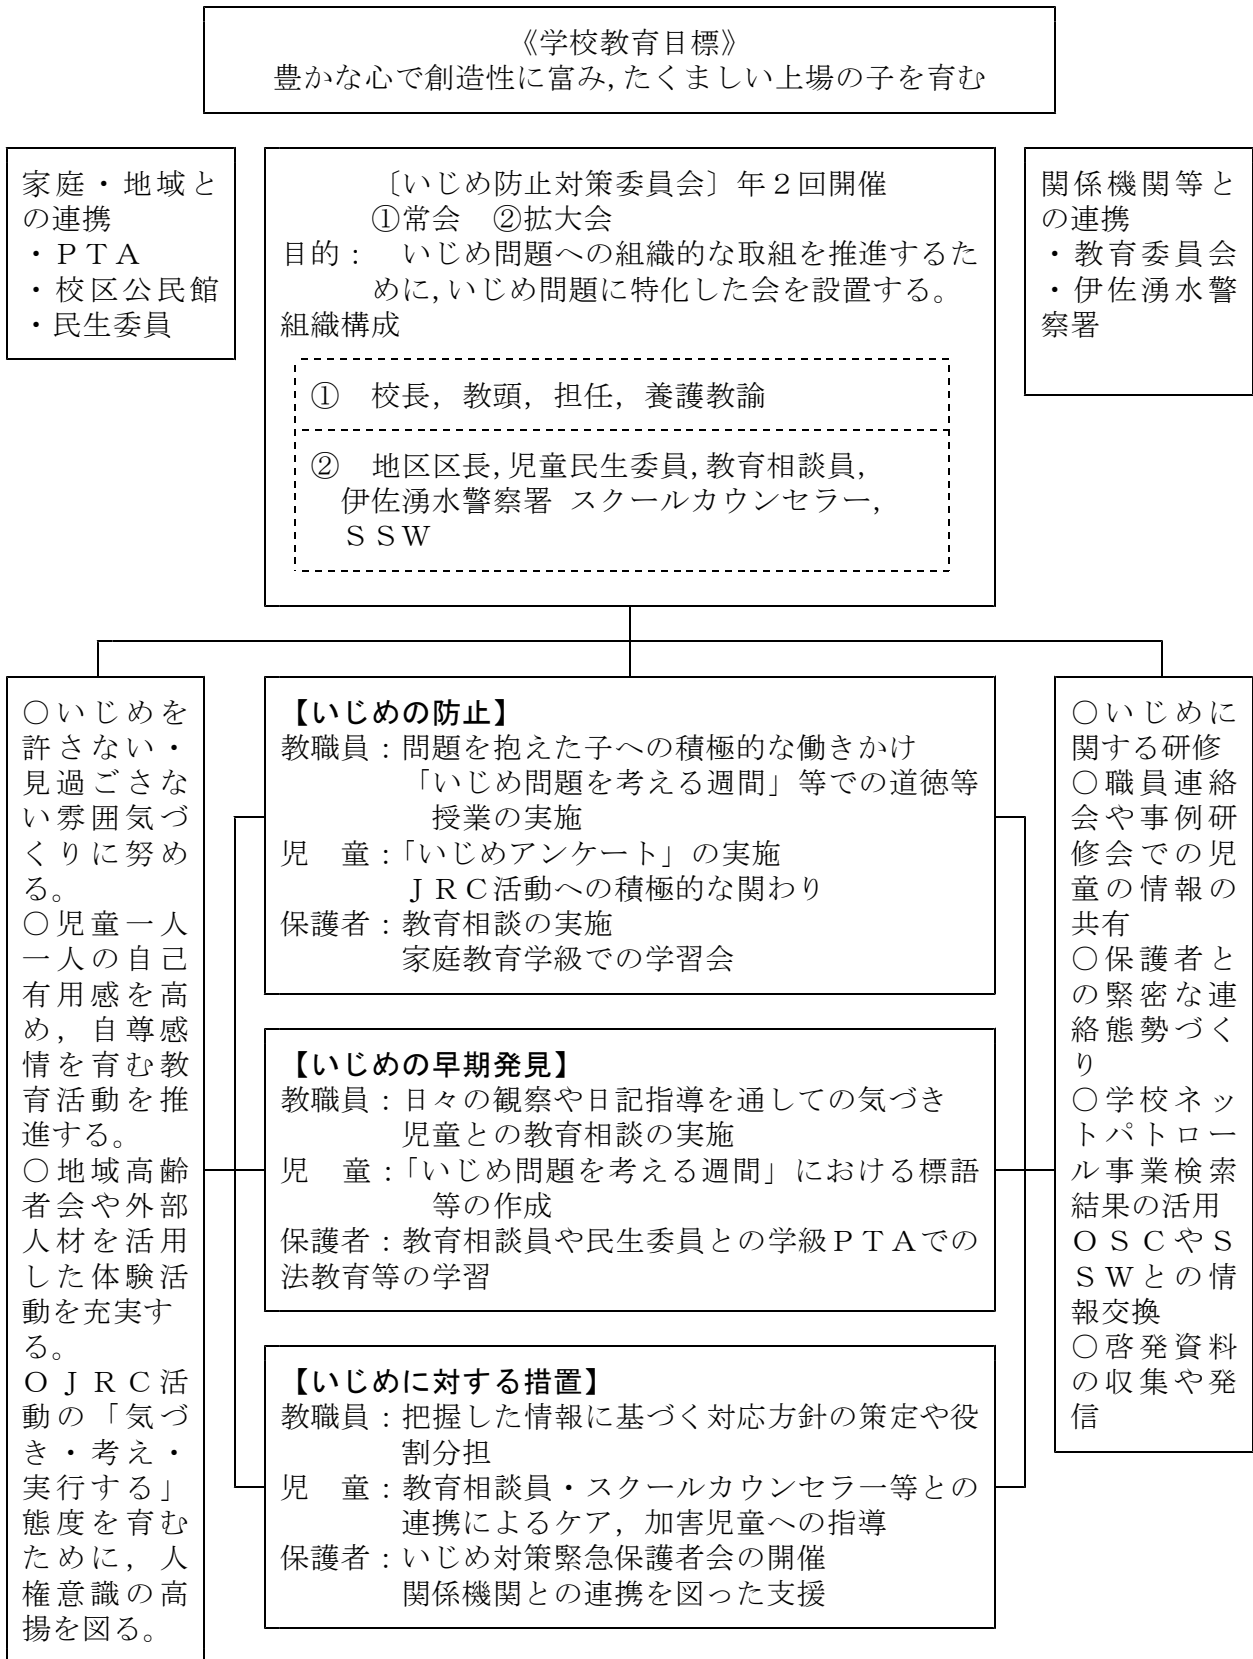 《学校教育目標》
豊かな心で創造性に富み,たくましい上場の子を育む
家庭・地域と
の連携
・ＰＴＡ
・校区公民館
・民生委員
〔いじめ防止対策委員会〕年２回開催
①常会　②拡大会
目的：　いじめ問題への組織的な取組を推進するた
めに,いじめ問題に特化した会を設置する。
組織構成
①　校長，教頭，担任，養護教諭
②　地区区長,児童民生委員,教育相談員,
伊佐湧水警察署 スクールカウンセラー,
ＳＳＷ
関係機関等と
の連携
・教育委員会
・伊佐湧水警
察署
○いじめを
許さない・
見過ごさな
い雰囲気づ
くりに努め
る。
○児童一人
一人の自己
有用感を高
め，自尊感
情を育む教
育活動を推
進する。
○地域高齢
者会や外部
人材を活用
した体験活
動を充実す
る。
ＯＪＲＣ活
動の「気づ
き・考え・
実行する」
態度を育む
ために，人
権意識の高
揚を図る。
【いじめの防止】
教職員：問題を抱えた子への積極的な働きかけ
「いじめ問題を考える週間」等での道徳等
授業の実施
児　童：「いじめアンケート」の実施
ＪＲＣ活動への積極的な関わり
保護者：教育相談の実施
家庭教育学級での学習会
【いじめの早期発見】
教職員：日々の観察や日記指導を通しての気づき
児童との教育相談の実施
児　童：「いじめ問題を考える週間」における標語
等の作成
保護者：教育相談員や民生委員との学級ＰＴＡでの
法教育等の学習
【いじめに対する措置】
教職員：把握した情報に基づく対応方針の策定や役
割分担
児　童：教育相談員・スクールカウンセラー等との
連携によるケア，加害児童への指導
保護者：いじめ対策緊急保護者会の開催
関係機関との連携を図った支援
○いじめに
関する研修
○職員連絡
会や事例研
修会での児
童の情報の
共有
○保護者と
の緊密な連
絡態勢づく
り
○学校ネッ
トパトロー
ル事業検索
結果の活用
ＯＳＣやＳ
ＳＷとの情
報交換
○啓発資料
の収集や発
信